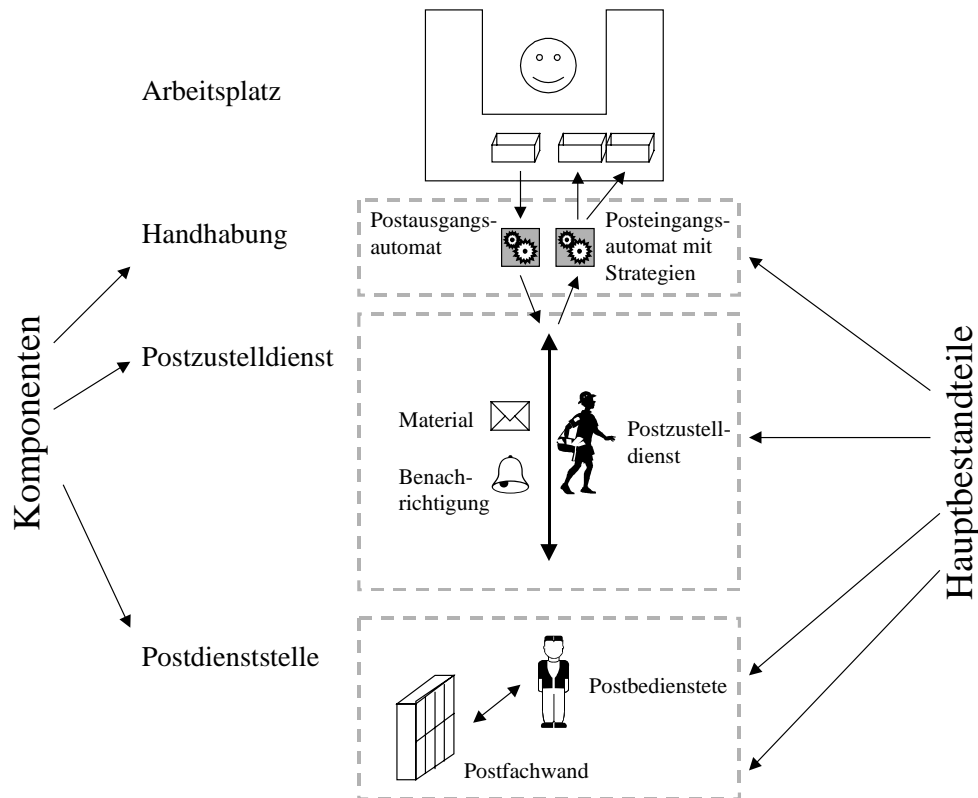 Arbeitsplatz
Handhabung
Postausgangs-
automat
Posteingangs-
automat mit
Strategien
Komponenten
Postzustelldienst
Material
Benach-
richtigung
Postzustell-
dienst
Hauptbestandteile
Postdienststelle
Postbedienstete
Postfachwand